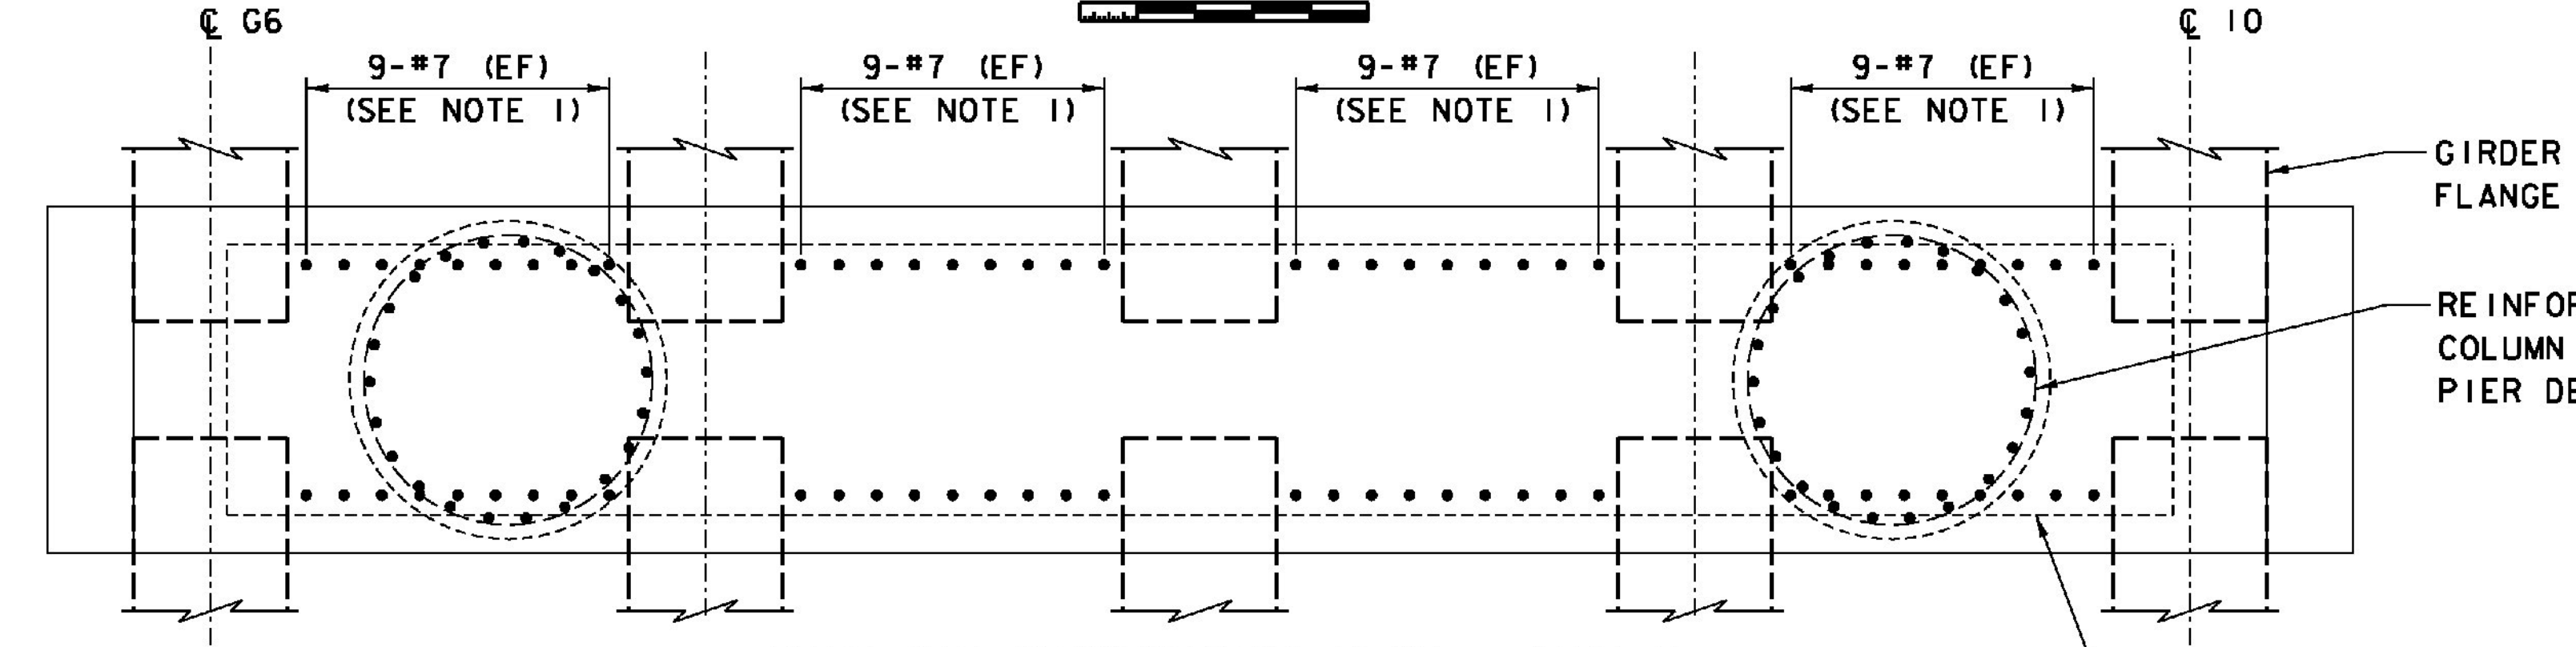 ℄ G6
℄ 10
9-#7 (EF)
(SEE NOTE 1)
9-#7 (EF)
(SEE NOTE 1)
9-#7 (EF)
(SEE NOTE 1)
9-#7 (EF)
(SEE NOTE 1)
GIRDER
FLANGE
COLUMN
PIER